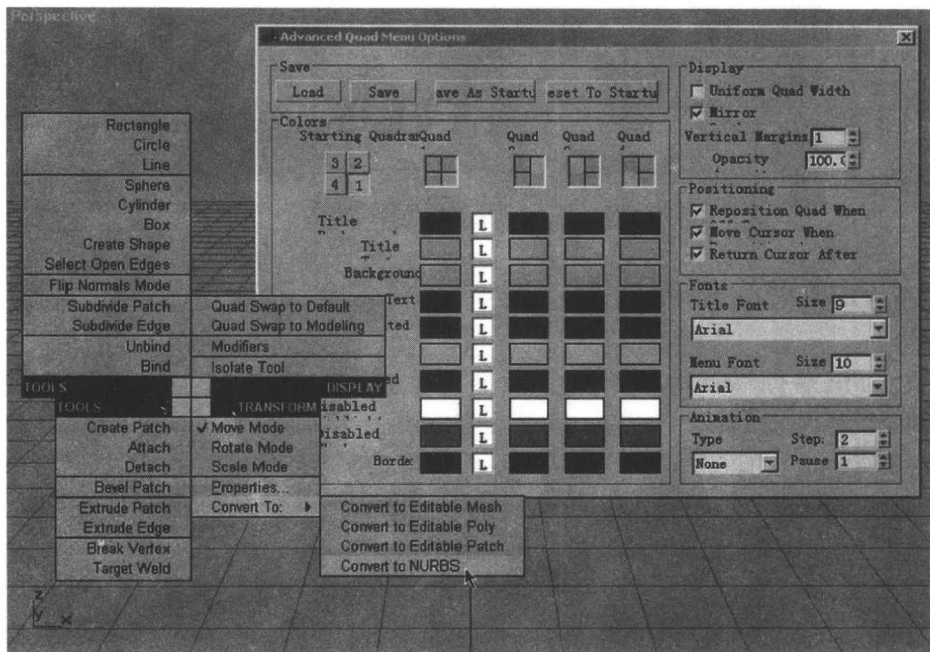 Perspective
Advanced Quad Menu Options
Save
Load
Save
ave As Startu
eset To Startu
Colors
Starting Quadran
Quad
Quad
Quad
Quad
3 2
4 1
Title
Title
Background
Text
ted
ed
isabled
Disabled
Borde
L
L
L
L
L
L
L
L
L
L
Display
Uniform Quad Width
Mirror
Vertical Margins 1
Opacity 100.
Positioning
Reposition Quad When
Move Cursor When
Return Cursor After
Fonts
Title Font Size 9
Arial
Menu Font Size 10
Arial
Animation
Type Step: 2
None Pause 1
Rectangle
Circle
Line
Sphere
Cylinder
Box
Create Shape
Select Open Edges
Flip Normals Mode
Subdivide Patch
Subdivide Edge
Unbind
Bind
Quad Swap to Default
Quad Swap to Modeling
Modifiers
Isolate Tool
TOOLS DISPLAY
TOOLS TRANSFORM
Create Patch
Attach
Detach
Bevel Patch
Extrude Patch
Extrude Edge
Break Vertex
Target Weld
Move Mode
Rotate Mode
Scale Mode
Properties...
Convert To:
Convert to Editable Mesh
Convert to Editable Poly
Convert to Editable Patch
Convert to NURBS
z
y x